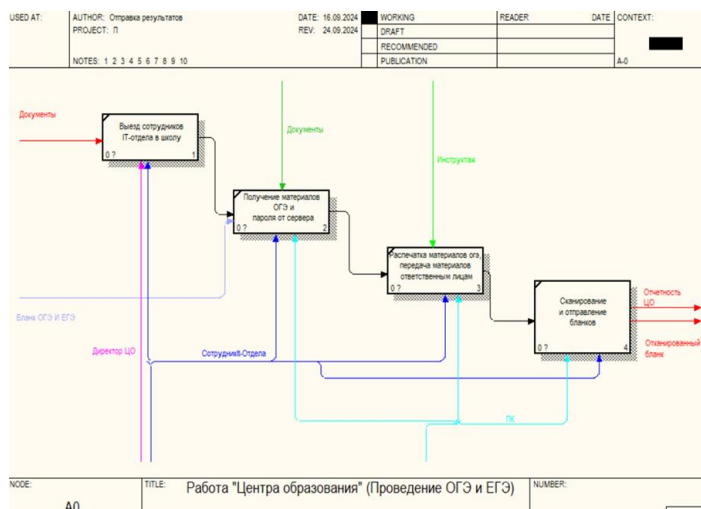 USED AT:
AUTHOR: Отправка результатов
DATE: 16.09.2024
WORKING
READER
DATE
CONTEXT:
PROJECT: П
REV: 24.09.2024
DRAFT
RECOMMENDED
NOTES: 1 2 3 4 5 6 7 8 9 10
PUBLICATION
A-0
Документы
Выезд сотрудников
IT-отдела в школу
0 ?
1
Документы
Инструктаж
Получение материалов
ОГЭ и
пароля от сервера
0 ?
2
Распечатка материалов огэ,
передача материалов
ответственным лицам
0 ?
3
Сканирование
и отправление
бланков
0 ?
4
Отчетность
ЦО
Отканированный
бланк
Бланк ОГЭ И ЕГЭ
Директор ЦО
СотрудникIt-Отдела
ПК
NODE:
A0
TITLE:
Работа "Центра образования" (Проведение ОГЭ и ЕГЭ)
NUMBER: